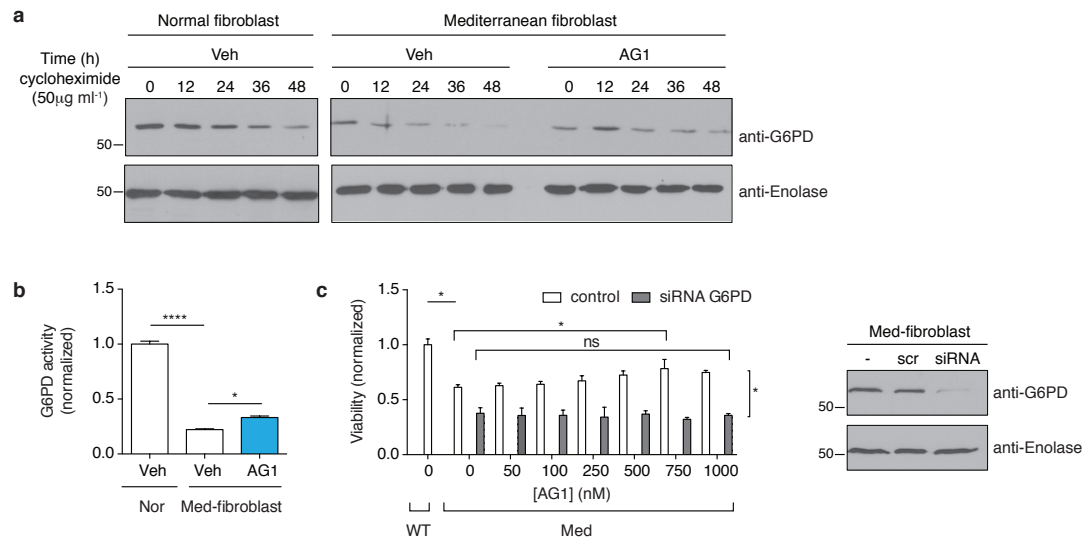 a
Normal fibroblast
Mediterranean fibroblast
Veh
Veh
AG1
Time (h)
cycloheximide
(50µg ml-1)
0 12 24 36 48
0 12 24 36 48
0 12 24 36 48
50
anti-G6PD
50
anti-Enolase
b
G6PD activity
(normalized)
1.5
1.0
0.5
0.0
****
*
Veh
Veh
AG1
Nor
Med-fibroblast
c
Viability (normalized)
1.5
1.0
0.5
0.0
control
siRNA G6PD
*
*
ns
*
0 0 50 100 250 500 750 1000
[AG1] (nM)
WT
Med
Med-fibroblast
- scr siRNA
50
anti-G6PD
50
anti-Enolase